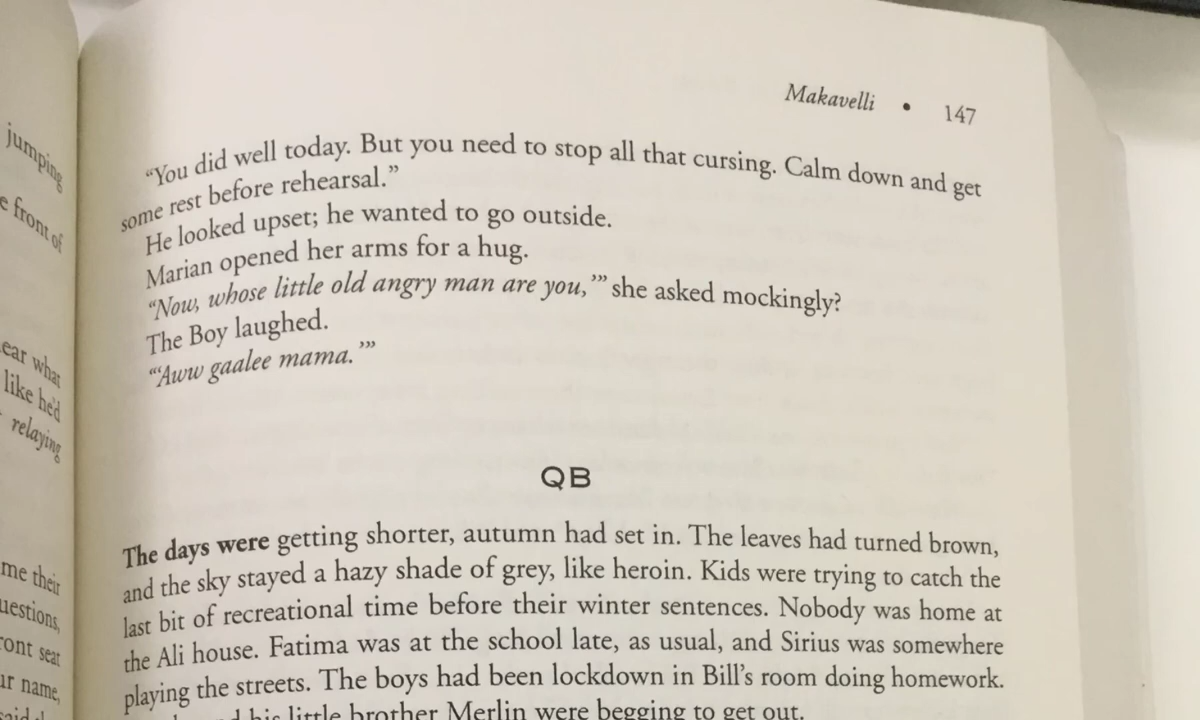 jumping
e front of
ear what
like he'd
relaying
me their
uestions,
ront seat
ur name,
Makavelli • 147
“You did well today. But you need to stop all that cursing. Calm down and get
some rest before rehearsal.”
He looked upset; he wanted to go outside.
Marian opened her arms for a hug.
“Now, whose little old angry man are you,’” she asked mockingly?
The Boy laughed.
“‘Aww gaalee mama.’”
QB
The days were getting shorter, autumn had set in. The leaves had turned brown,
and the sky stayed a hazy shade of grey, like heroin. Kids were trying to catch the
last bit of recreational time before their winter sentences. Nobody was home at
the Ali house. Fatima was at the school late, as usual, and Sirius was somewhere
playing the streets. The boys had been lockdown in Bill’s room doing homework.
his little brother Merlin were begging to get out.